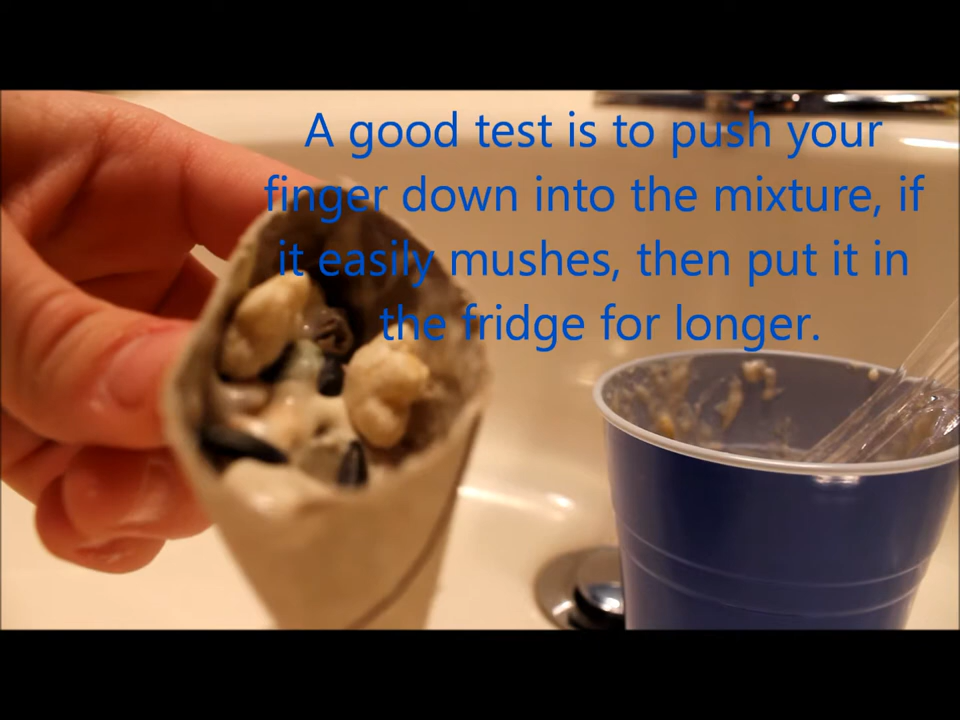 A good test is to push your
finger down into the mixture, if
it easily mushes, then put it in
the fridge for longer.